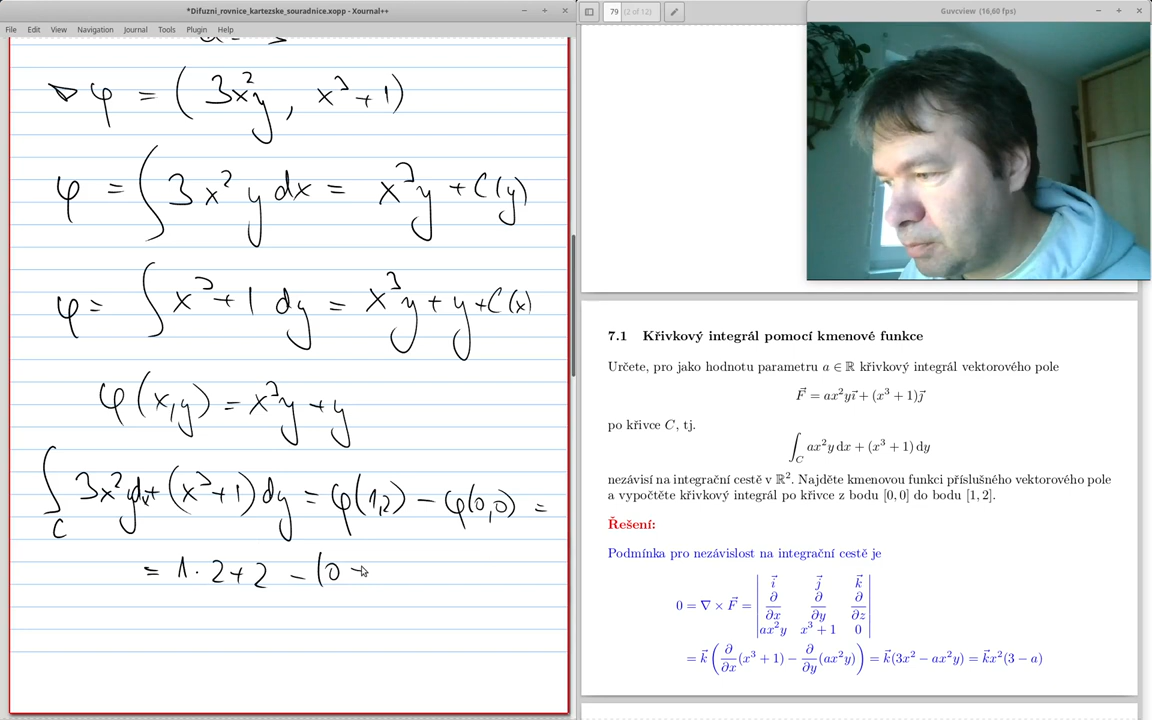 *Difuzni_rovnice_kartezske_souradnice.xopp - Xournal++
File Edit View Navigation Journal Tools Plugin Help
∇φ = (3x²y, x³+1)
φ = ∫ 3x² y dx = x³y + C(y)
φ = ∫ x³+1 dy = x³y + y + C(x)
φ(x,y) = x³y + y
∫_C 3x²ydx + (x³+1)dy = φ(1,2) − φ(0,0) =
= 1·2+2 − (0 +
79 (2 of 12)
Guvcview (16,60 fps)
7.1 Křivkový integrál pomocí kmenové funkce
Určete, pro jako hodnotu parametru a ∈ ℝ křivkový integrál vektorového pole
F⃗ = ax²yi⃗ + (x³ + 1)j⃗
po křivce C, tj.
∫_C ax²y dx + (x³ + 1) dy
nezávisí na integrační cestě v ℝ². Najděte kmenovou funkci příslušného vektorového pole
a vypočtěte křivkový integrál po křivce z bodu [0, 0] do bodu [1, 2].
Řešení:
Podmínka pro nezávislost na integrační cestě je
0 = ∇ × F⃗ = | i⃗ j⃗ k⃗ |
| ∂/∂x ∂/∂y ∂/∂z |
| ax²y x³ + 1 0 |
= k⃗ (∂/∂x (x³ + 1) − ∂/∂y (ax²y)) = k⃗(3x² − ax²y) = k⃗x²(3 − a)